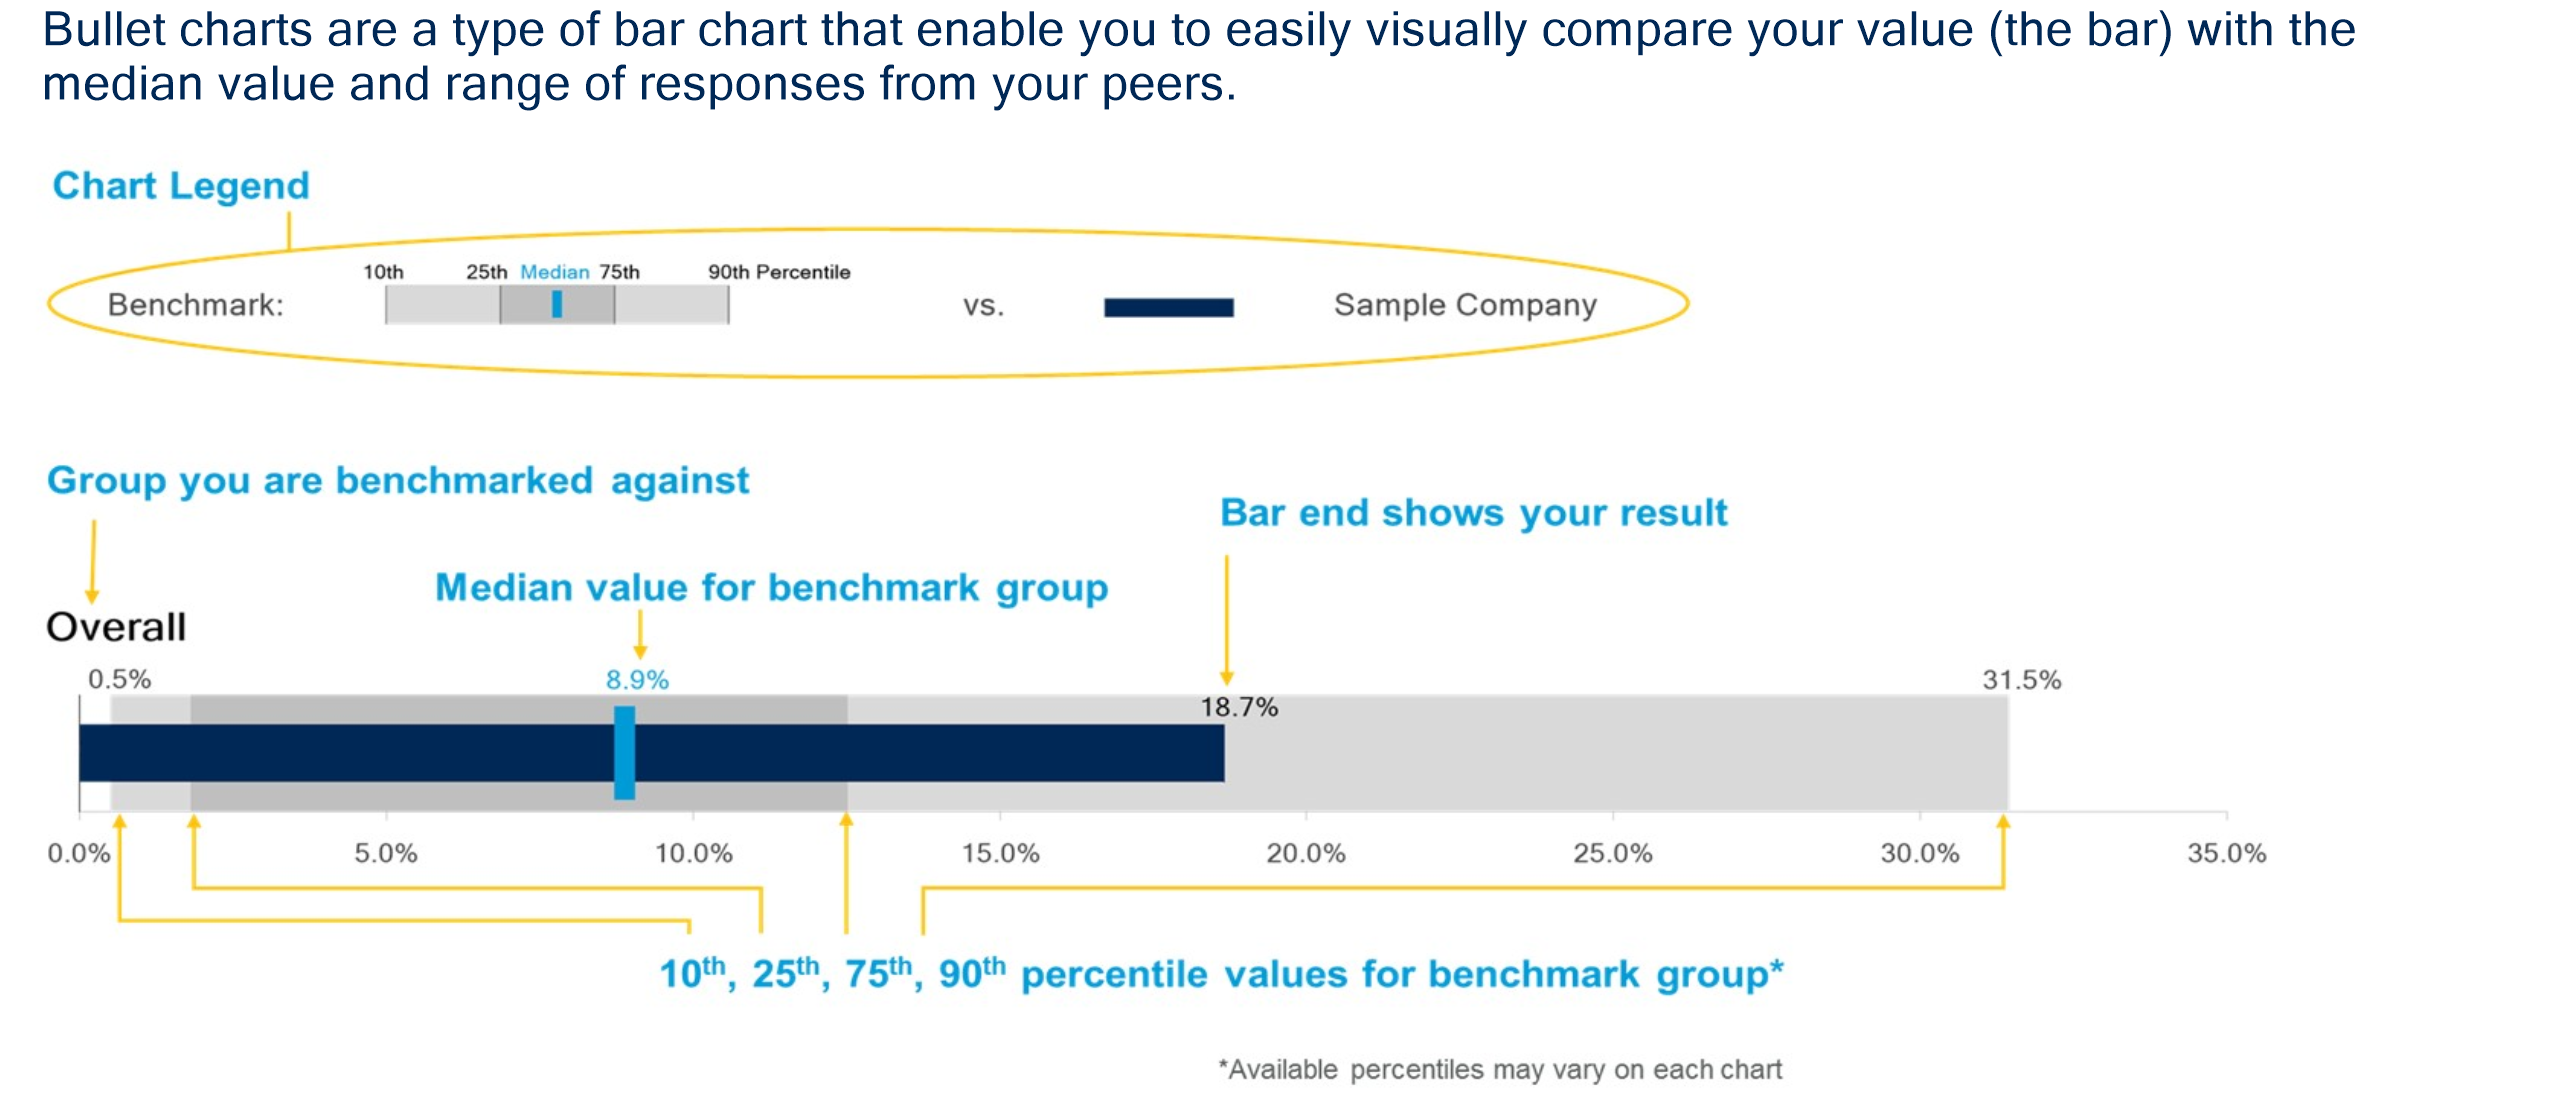 Bullet charts are a type of bar chart that enable you to easily visually compare your value (the bar) with the
median value and range of responses from your peers.
Chart Legend
10th 25th Median 75th 90th Percentile
Benchmark: vs. Sample Company
Group you are benchmarked against
Bar end shows your result
Median value for benchmark group
Overall
0.5% 8.9% 31.5%
18.7%
0.0% 5.0% 10.0% 15.0% 20.0% 25.0% 30.0% 35.0%
10th, 25th, 75th, 90th percentile values for benchmark group*
*Available percentiles may vary on each chart